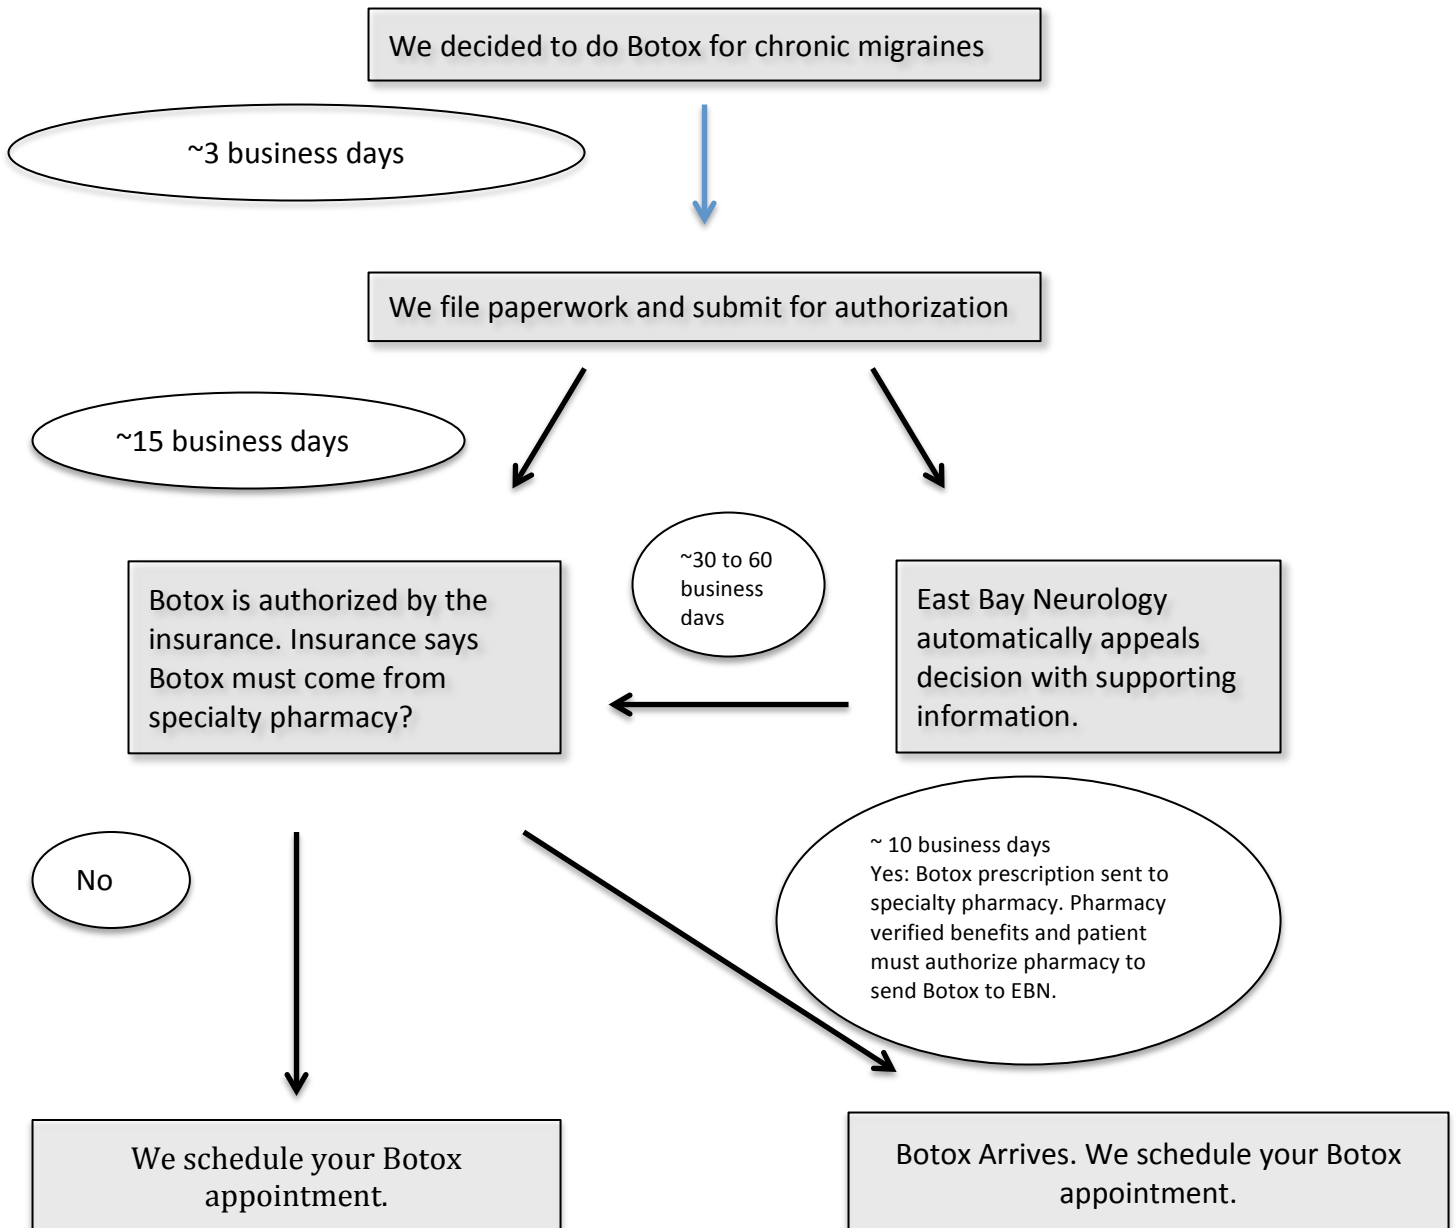 We decided to do Botox for chronic migraines
~3 business days
We file paperwork and submit for authorization
~15 business days
~30 to 60
business
days
Botox is authorized by the
insurance. Insurance says
Botox must come from
specialty pharmacy?
East Bay Neurology
automatically appeals
decision with supporting
information.
No
~ 10 business days
Yes: Botox prescription sent to
specialty pharmacy. Pharmacy
verified benefits and patient
must authorize pharmacy to
send Botox to EBN.
We schedule your Botox
appointment.
Botox Arrives. We schedule your Botox
appointment.